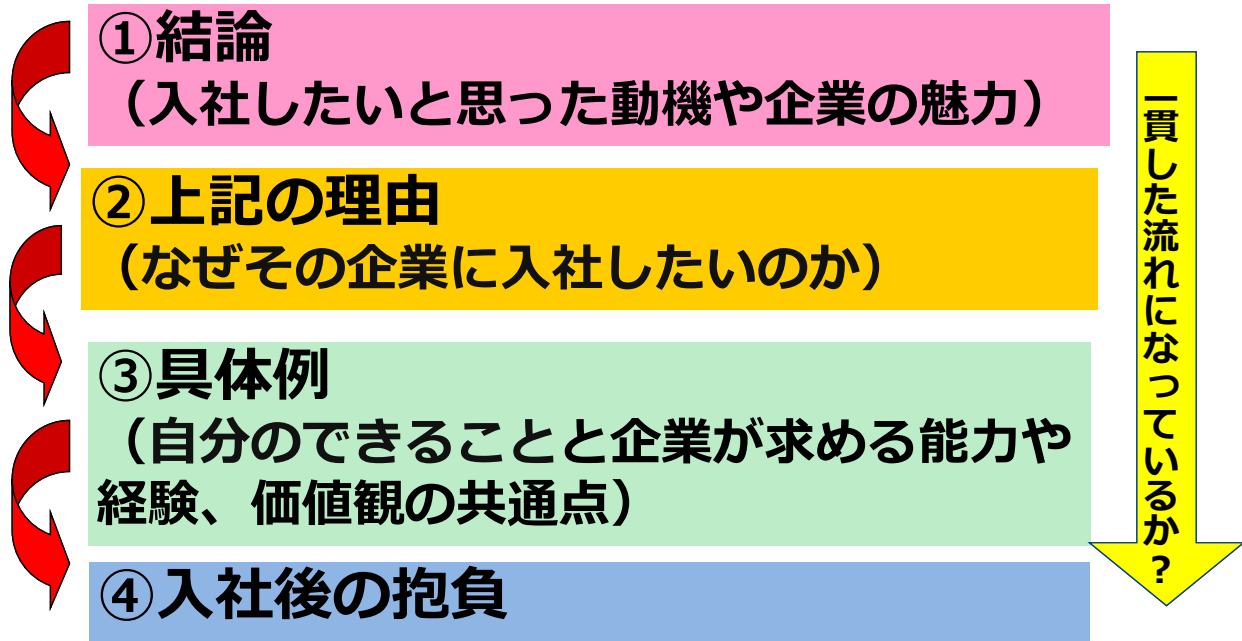 ①結論
（入社したいと思った動機や企業の魅力）
②上記の理由
（なぜその企業に入社したいのか）
③具体例
（自分のできることと企業が求める能力や
経験、価値観の共通点）
④入社後の抱負
一貫した流れになっているか？